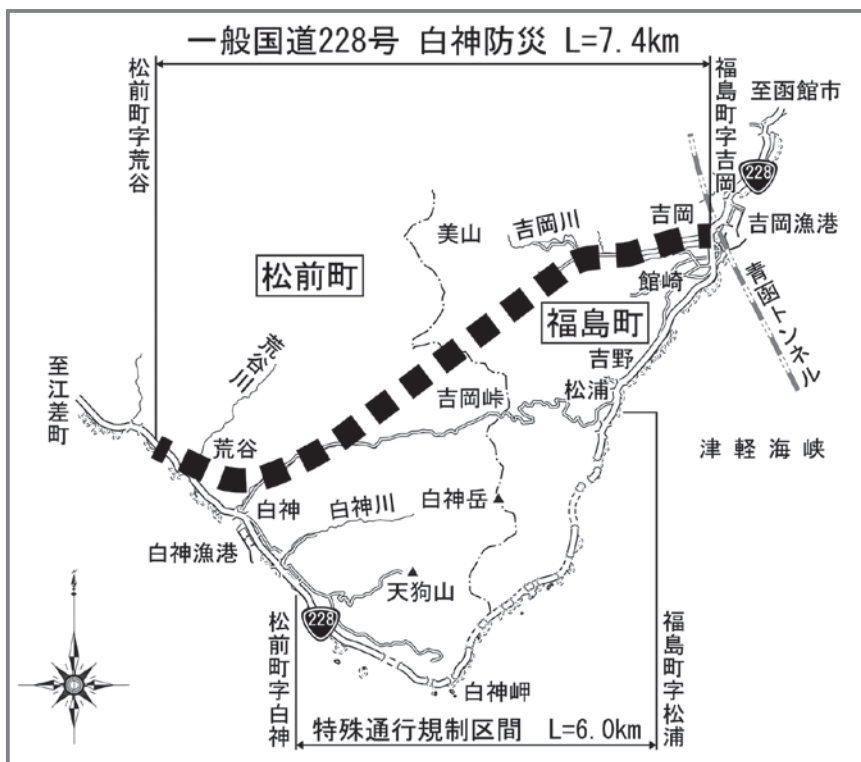 一般国道228号 白神防災 L=7.4km
松前町字荒谷
福島町字吉岡
至函館市
228
吉岡川
吉岡
吉岡漁港
美山
松前町
館崎
青函トンネル
福島町
荒谷川
吉野
至江差町
吉岡峠
松浦
荒谷
津軽海峡
白神
白神川
白神岳
白神漁港
天狗山
228
松前町字白神
福島町字松浦
白神岬
特殊通行規制区間 L=6.0km